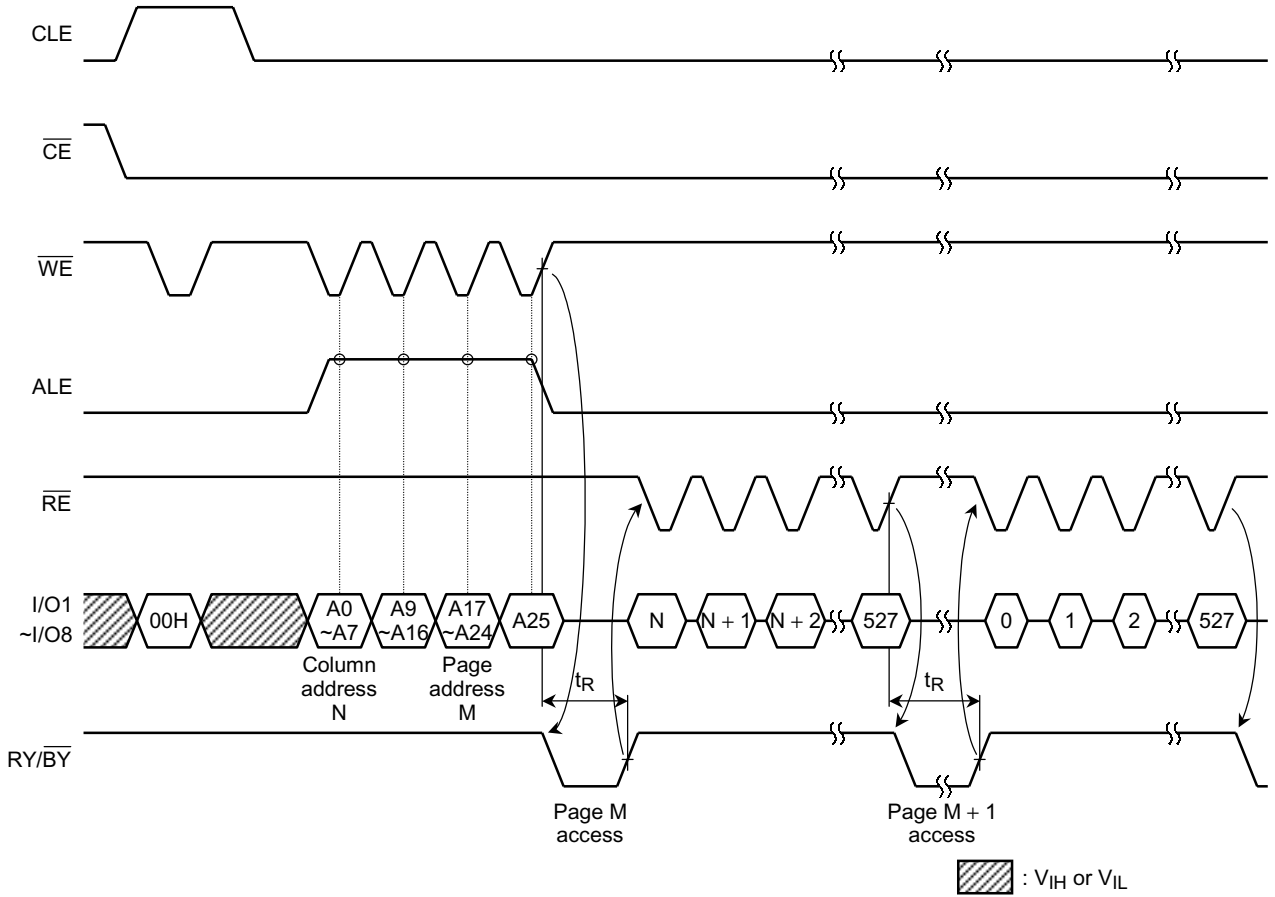 CLE
CE
WE
ALE
RE
I/O1
~I/O8
00H
A0
~A7
A9
~A16
A17
~A24
A25
N
N + 1
N + 2
527
0
1
2
527
Column
address
N
Page
address
M
tR
tR
RY/BY
Page M
access
Page M + 1
access
: VIH or VIL